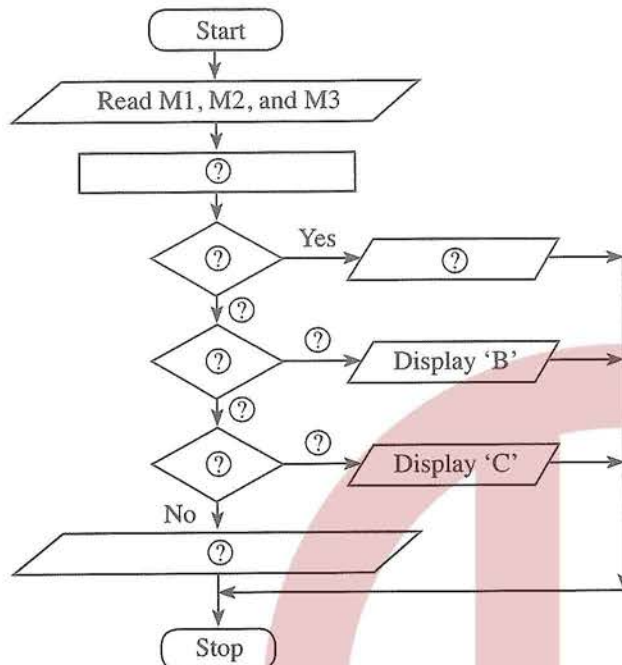 Start
Read M1, M2, and M3
?
? Yes ?
?
? ? Display ‘B’
?
? ? Display ‘C’
No
?
Stop